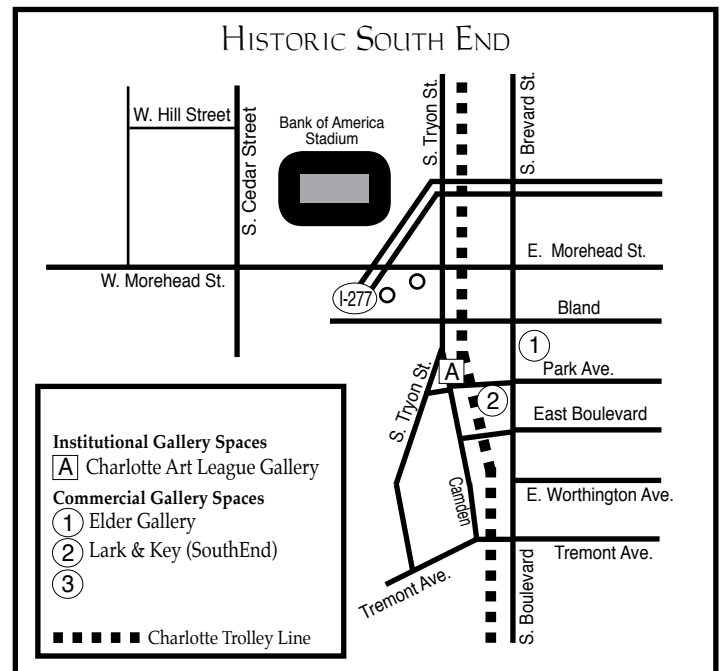 HISTORIC SOUTH END
W. Hill Street
S. Cedar Street
Bank of America
Stadium
S. Tryon St.
S. Brevard St.
W. Morehead St.
E. Morehead St.
I-277
Bland
1
A
Park Ave.
S. Tryon St.
2
East Boulevard
Camden
E. Worthington Ave.
Tremont Ave.
Tremont Ave.
S. Boulevard
Institutional Gallery Spaces
A Charlotte Art League Gallery
Commercial Gallery Spaces
1 Elder Gallery
2 Lark & Key (SouthEnd)
3
Charlotte Trolley Line